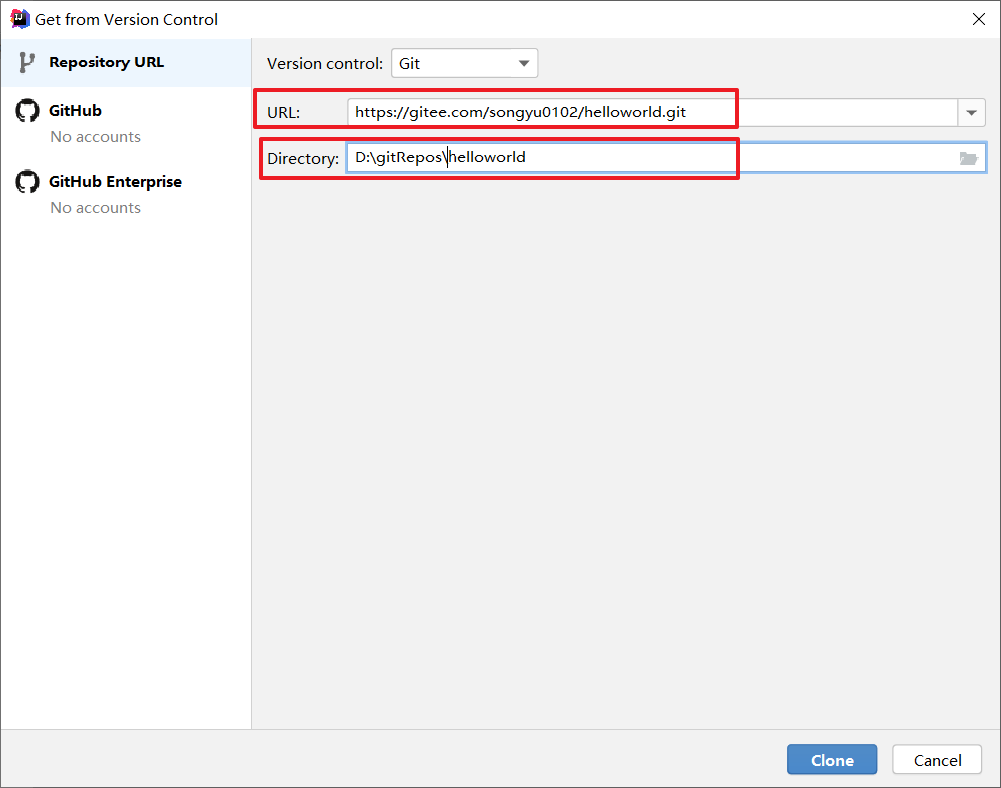 Get from Version Control
Repository URL
GitHub
No accounts
GitHub Enterprise
No accounts
Version control: Git
URL: https://gitee.com/songyu0102/helloworld.git
Directory: D:\gitRepos\helloworld
Clone Cancel